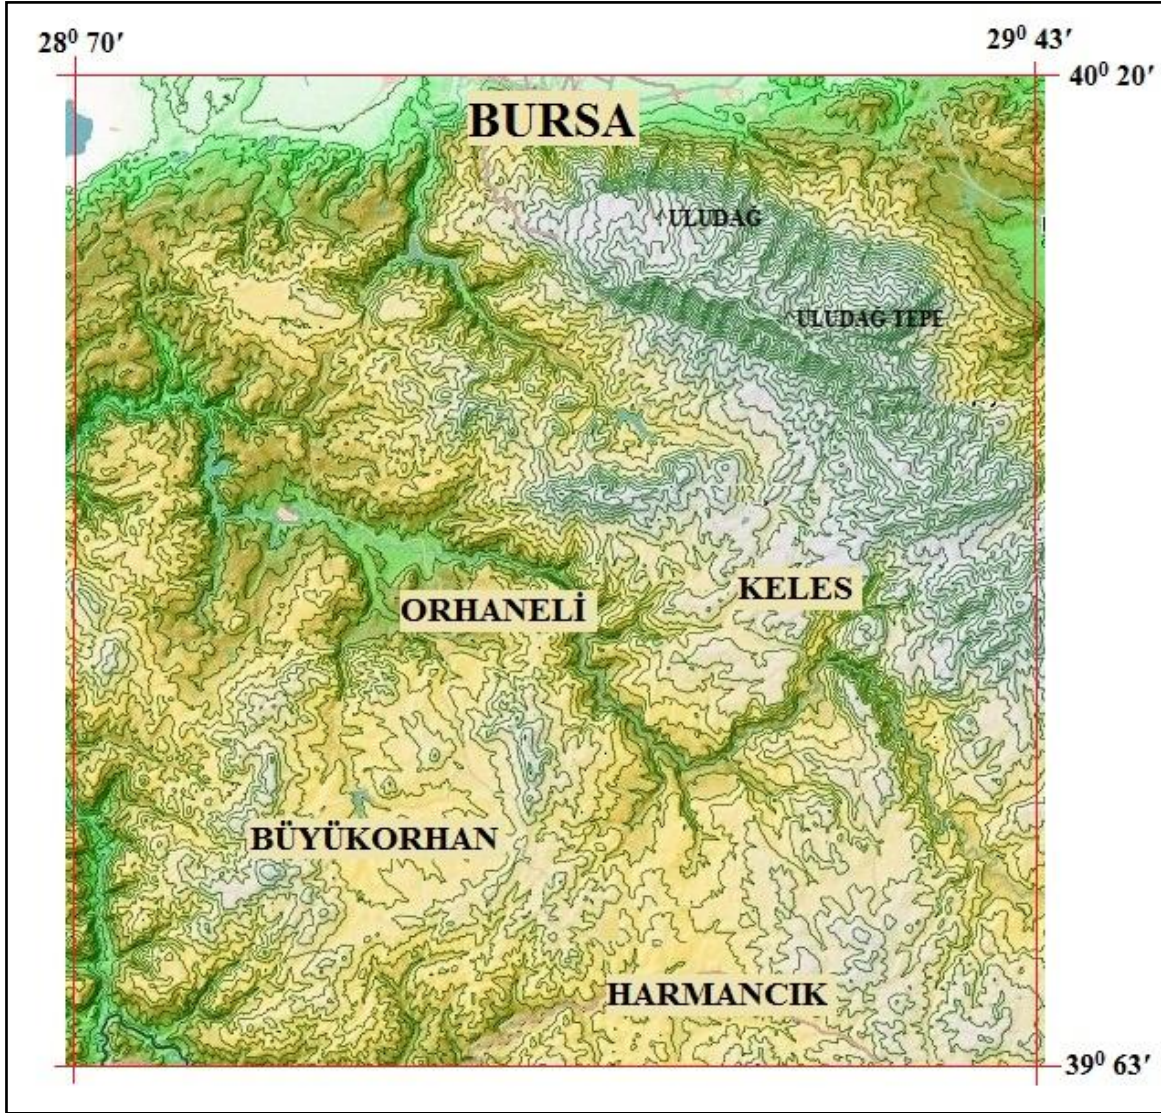 28⁰ 70′
29⁰ 43′
40⁰ 20′
BURSA
ULUDAĞ
ULUDAĞ TEPE
KELES
ORHANELİ
BÜYÜKORHAN
HARMANCIK
39⁰ 63′